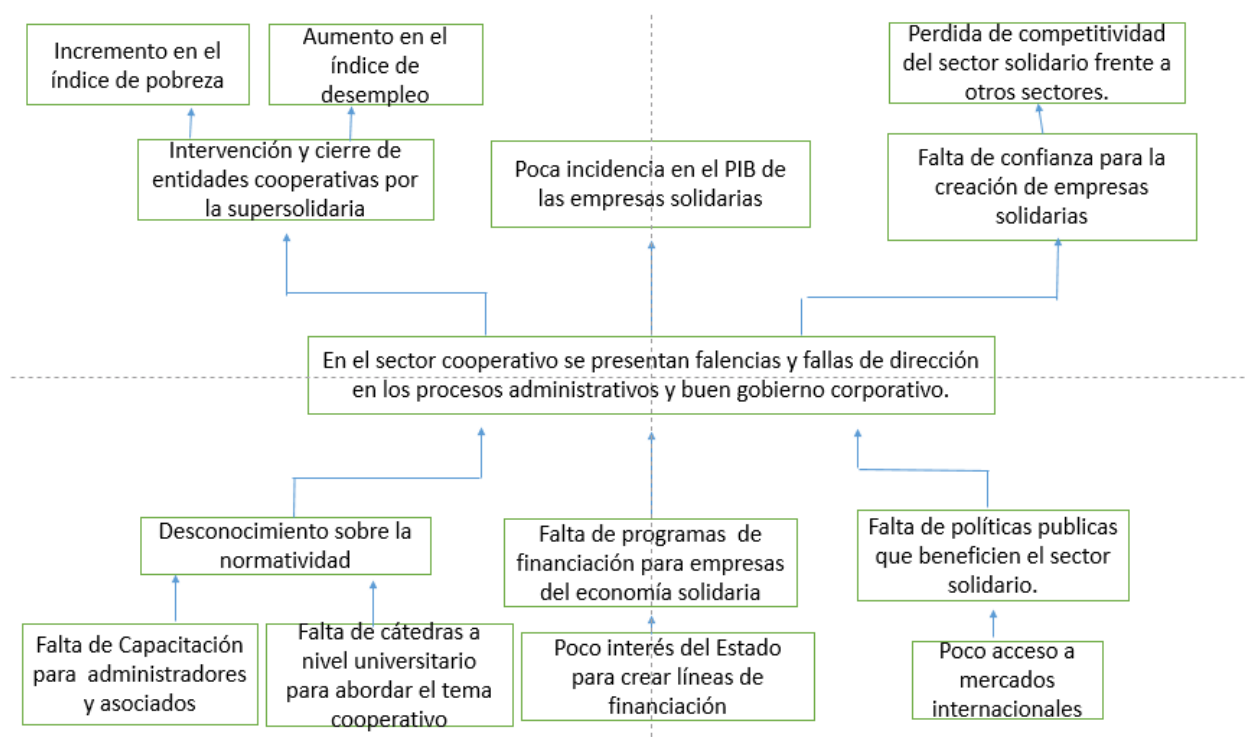 Incremento en el
índice de pobreza
Aumento en el
índice de
desempleo
Perdida de competitividad
del sector solidario frente a
otros sectores.
Intervención y cierre de
entidades cooperativas por
la supersolidaria
Poca incidencia en el PIB de
las empresas solidarias
Falta de confianza para la
creación de empresas
solidarias
En el sector cooperativo se presentan falencias y fallas de dirección
en los procesos administrativos y buen gobierno corporativo.
Desconocimiento sobre la
normatividad
Falta de programas de
financiación para empresas
del economía solidaria
Falta de políticas publicas
que beneficien el sector
solidario.
Falta de Capacitación
para administradores
y asociados
Falta de cátedras a
nivel universitario
para abordar el tema
cooperativo
Poco interés del Estado
para crear líneas de
financiación
Poco acceso a
mercados
internacionales